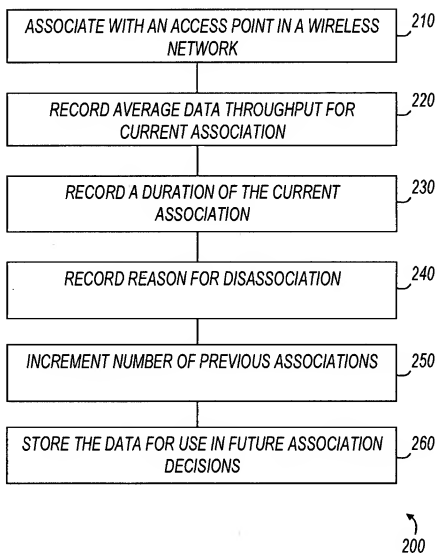 ASSOCIATE WITH AN ACCESS POINT IN A WIRELESS
NETWORK
210
RECORD AVERAGE DATA THROUGHPUT FOR
CURRENT ASSOCIATION
220
RECORD A DURATION OF THE CURRENT
ASSOCIATION
230
RECORD REASON FOR DISASSOCIATION
240
INCREMENT NUMBER OF PREVIOUS ASSOCIATIONS
250
STORE THE DATA FOR USE IN FUTURE ASSOCIATION
DECISIONS
260
200